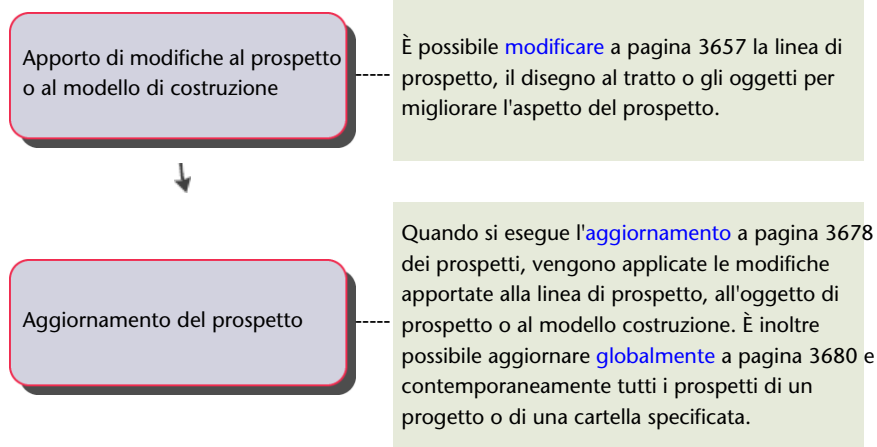 Apporto di modifiche al prospetto
o al modello di costruzione
È possibile modificare a pagina 3657 la linea di
prospetto, il disegno al tratto o gli oggetti per
migliorare l'aspetto del prospetto.
Aggiornamento del prospetto
Quando si esegue l'aggiornamento a pagina 3678
dei prospetti, vengono applicate le modifiche
apportate alla linea di prospetto, all'oggetto di
prospetto o al modello costruzione. È inoltre
possibile aggiornare globalmente a pagina 3680 e
contemporaneamente tutti i prospetti di un
progetto o di una cartella specificata.